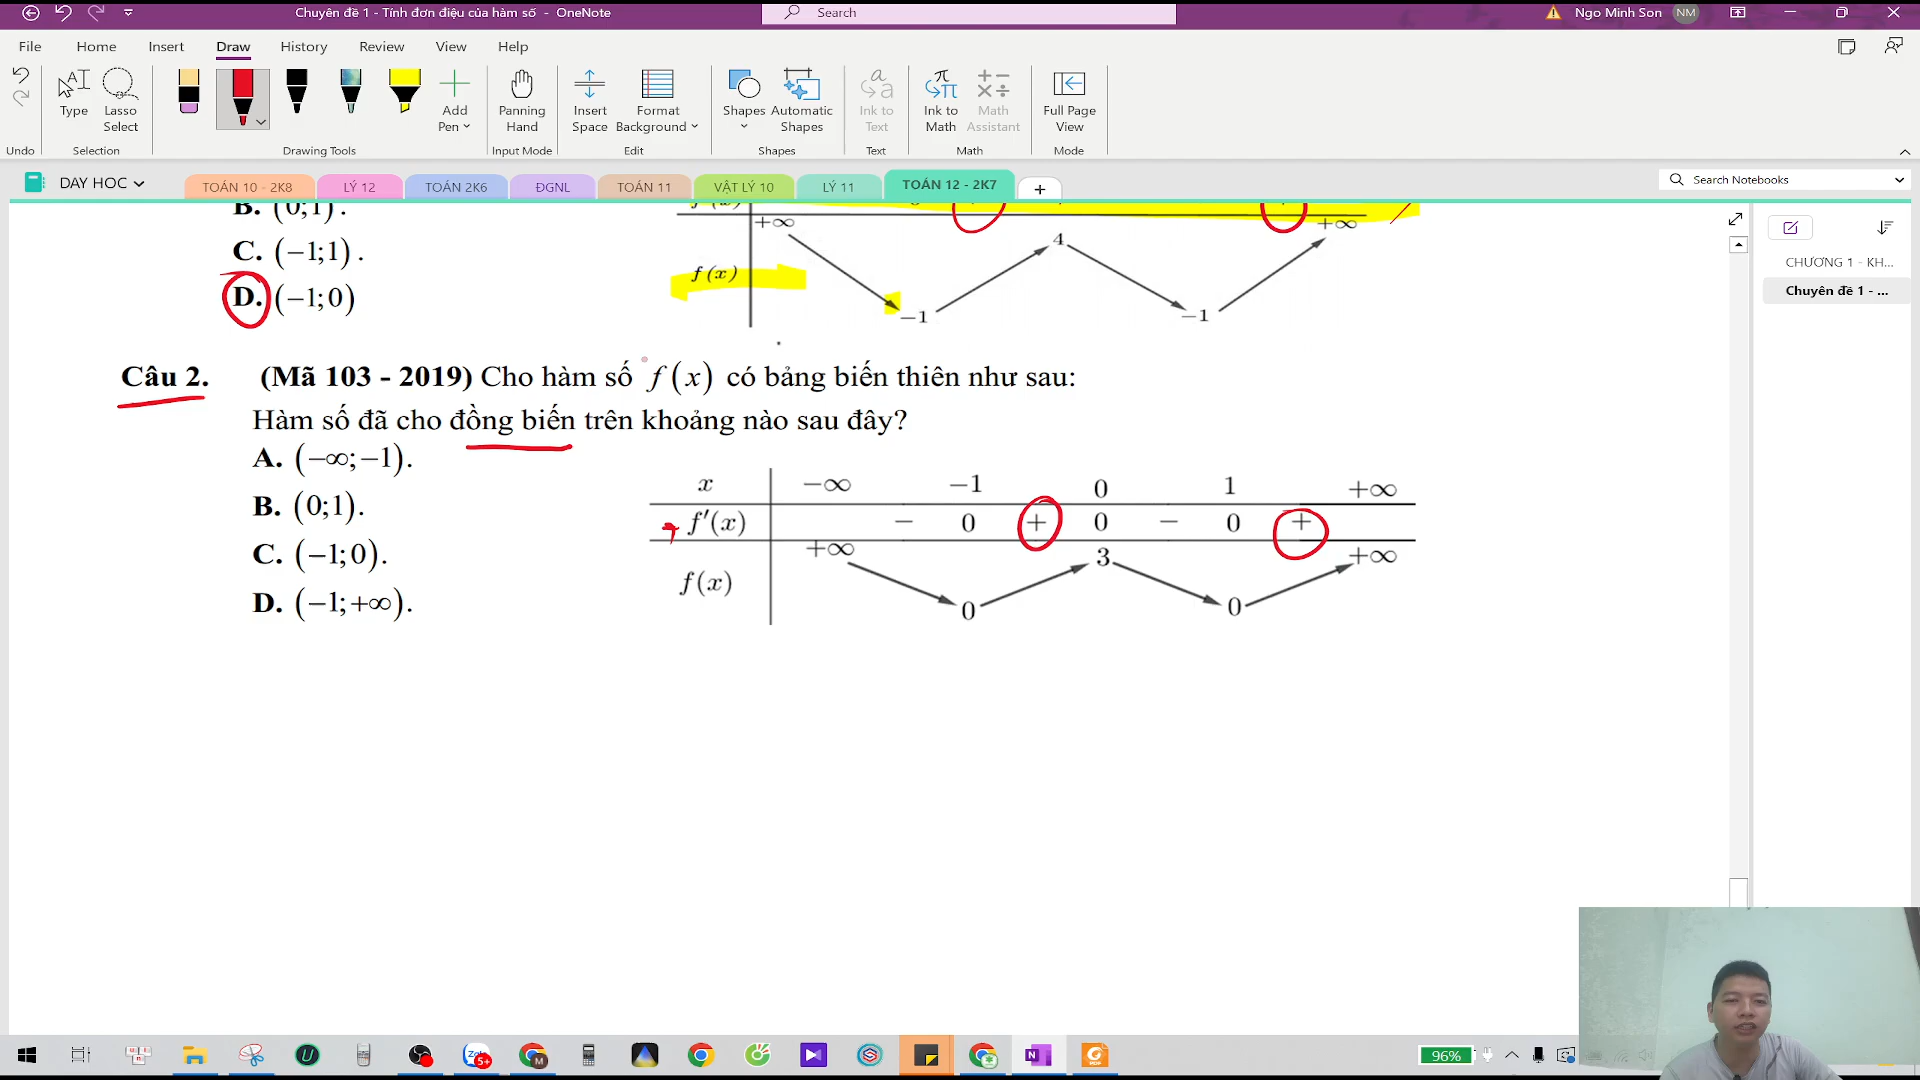 Chuyên đề 1 - Tính đơn điệu của hàm số - OneNote
Search
Ngo Minh Son
NM
File Home Insert Draw History Review View Help
Type
Lasso Select
Add Pen
Panning Hand
Insert Space
Format Background
Shapes
Automatic Shapes
Ink to Text
Ink to Math
Math Assistant
Full Page View
Undo
Selection
Drawing Tools
Input Mode
Edit
Shapes
Text
Math
Mode
DAY HOC
TOÁN 10 - 2K8
LÝ 12
TOÁN 2K6
ĐGNL
TOÁN 11
VẬT LÝ 10
LÝ 11
TOÁN 12 - 2K7
+
Search Notebooks
CHƯƠNG 1 - KH...
Chuyên đề 1 - ...
B. (0;1).
C. (−1;1).
D. (−1;0)
+∞ 4 +∞
f(x)
−1 −1
Câu 2. (Mã 103 - 2019) Cho hàm số f(x) có bảng biến thiên như sau:
Hàm số đã cho đồng biến trên khoảng nào sau đây?
A. (−∞;−1).
B. (0;1).
C. (−1;0).
D. (−1;+∞).
x −∞ −1 0 1 +∞
f′(x) − 0 + 0 − 0 +
+∞ 3 +∞
f(x)
0 0
96%